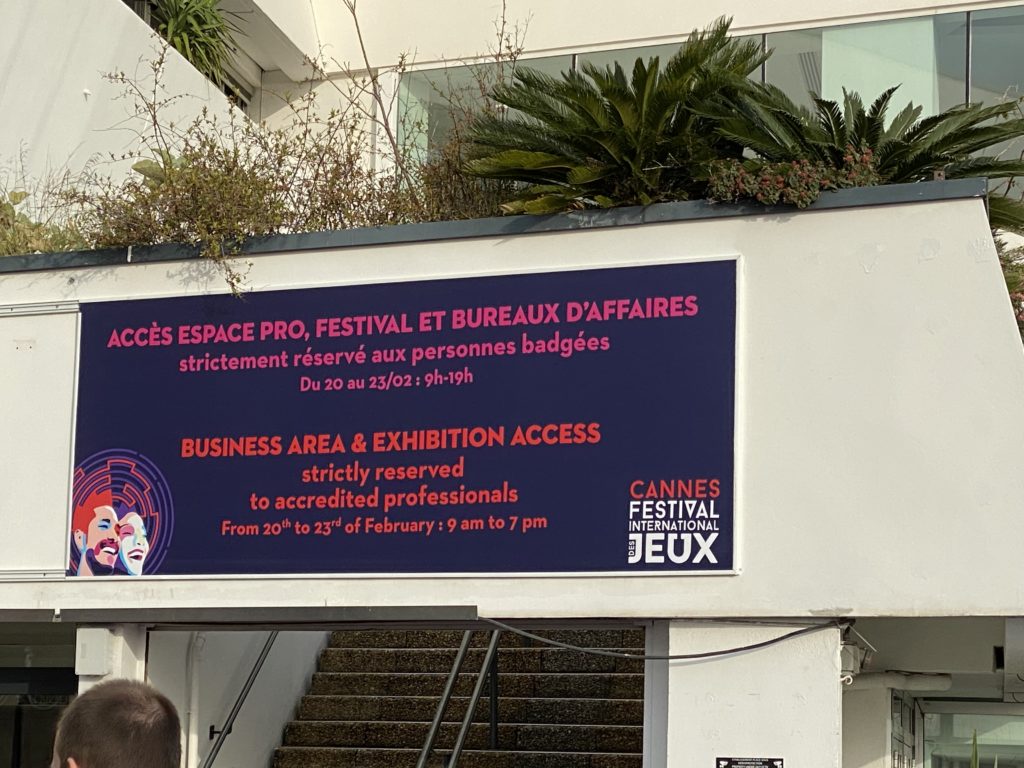 ACCÈS ESPACE PRO, FESTIVAL ET BUREAUX D'AFFAIRES
strictement réservé aux personnes badgées
Du 20 au 23/02 : 9h-19h
BUSINESS AREA & EXHIBITION ACCESS
strictly reserved
to accredited professionals
From 20th to 23rd of February : 9 am to 7 pm
CANNES
FESTIVAL
INTERNATIONAL
DES JEUX